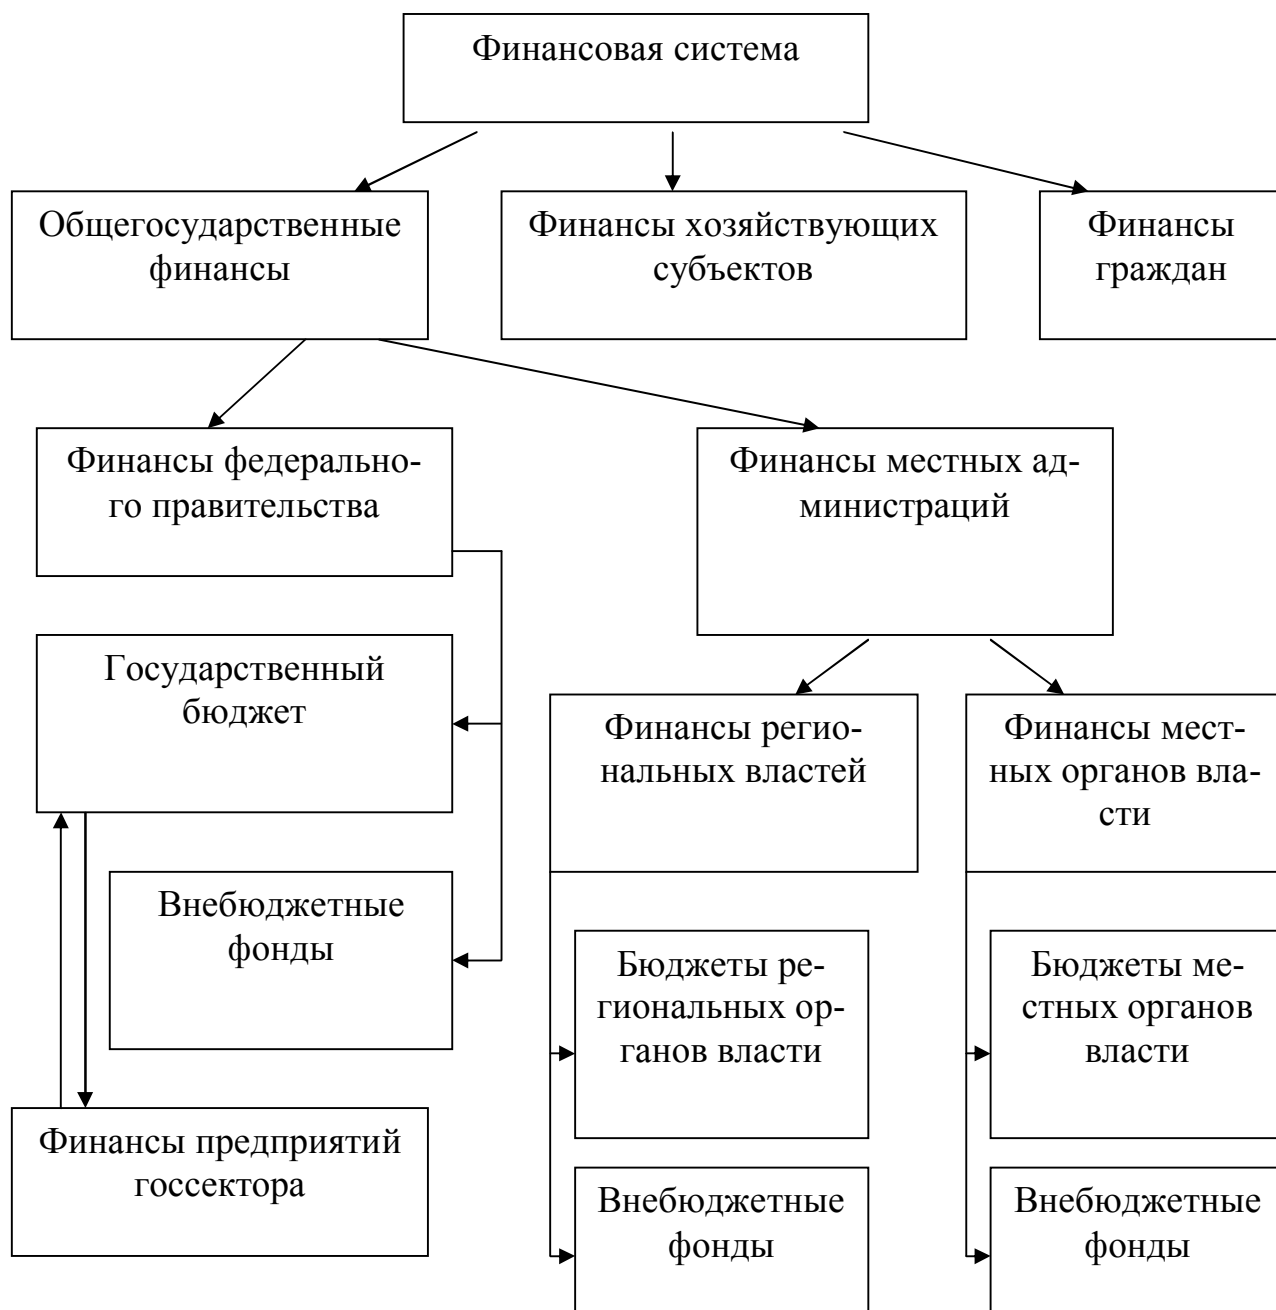 Финансовая система
Общегосударственные
финансы
Финансы хозяйствующих
субъектов
Финансы
граждан
Финансы федерально-
го правительства
Финансы местных ад-
министраций
Государственный
бюджет
Финансы регио-
нальных властей
Финансы мест-
ных органов вла-
сти
Внебюджетные
фонды
Бюджеты ре-
гиональных ор-
ганов власти
Бюджеты ме-
стных органов
власти
Финансы предприятий
госсектора
Внебюджетные
фонды
Внебюджетные
фонды